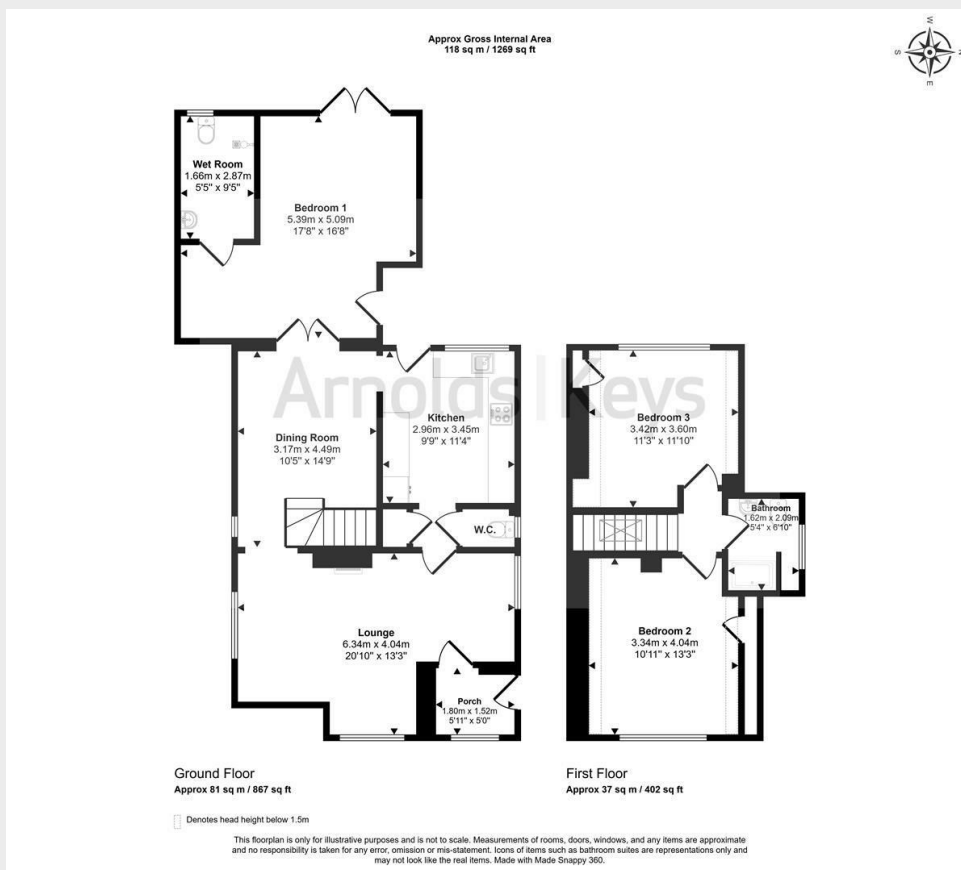 Approx Gross Internal Area
118 sq m / 1269 sq ft
W
S
N
E
Wet Room
1.66m x 2.87m
5'5" x 9'5"
Bedroom 1
5.39m x 5.09m
17'8" x 16'8"
Arnolds | Keys
Kitchen
2.96m x 3.45m
9'9" x 11'4"
Dining Room
3.17m x 4.49m
10'5" x 14'9"
W.C.
Lounge
6.34m x 4.04m
20'10" x 13'3"
Porch
1.80m x 1.52m
5'11" x 5'0"
Bedroom 3
3.42m x 3.60m
11'3" x 11'10"
Bathroom
1.62m x 2.09m
5'4" x 6'10"
Bedroom 2
3.34m x 4.04m
10'11" x 13'3"
Ground Floor
Approx 81 sq m / 867 sq ft
First Floor
Approx 37 sq m / 402 sq ft
Denotes head height below 1.5m
This floorplan is only for illustrative purposes and is not to scale. Measurements of rooms, doors, windows, and any items are approximate
and no responsibility is taken for any error, omission or mis-statement. Icons of items such as bathroom suites are representations only and
may not look like the real items. Made with Made Snappy 360.